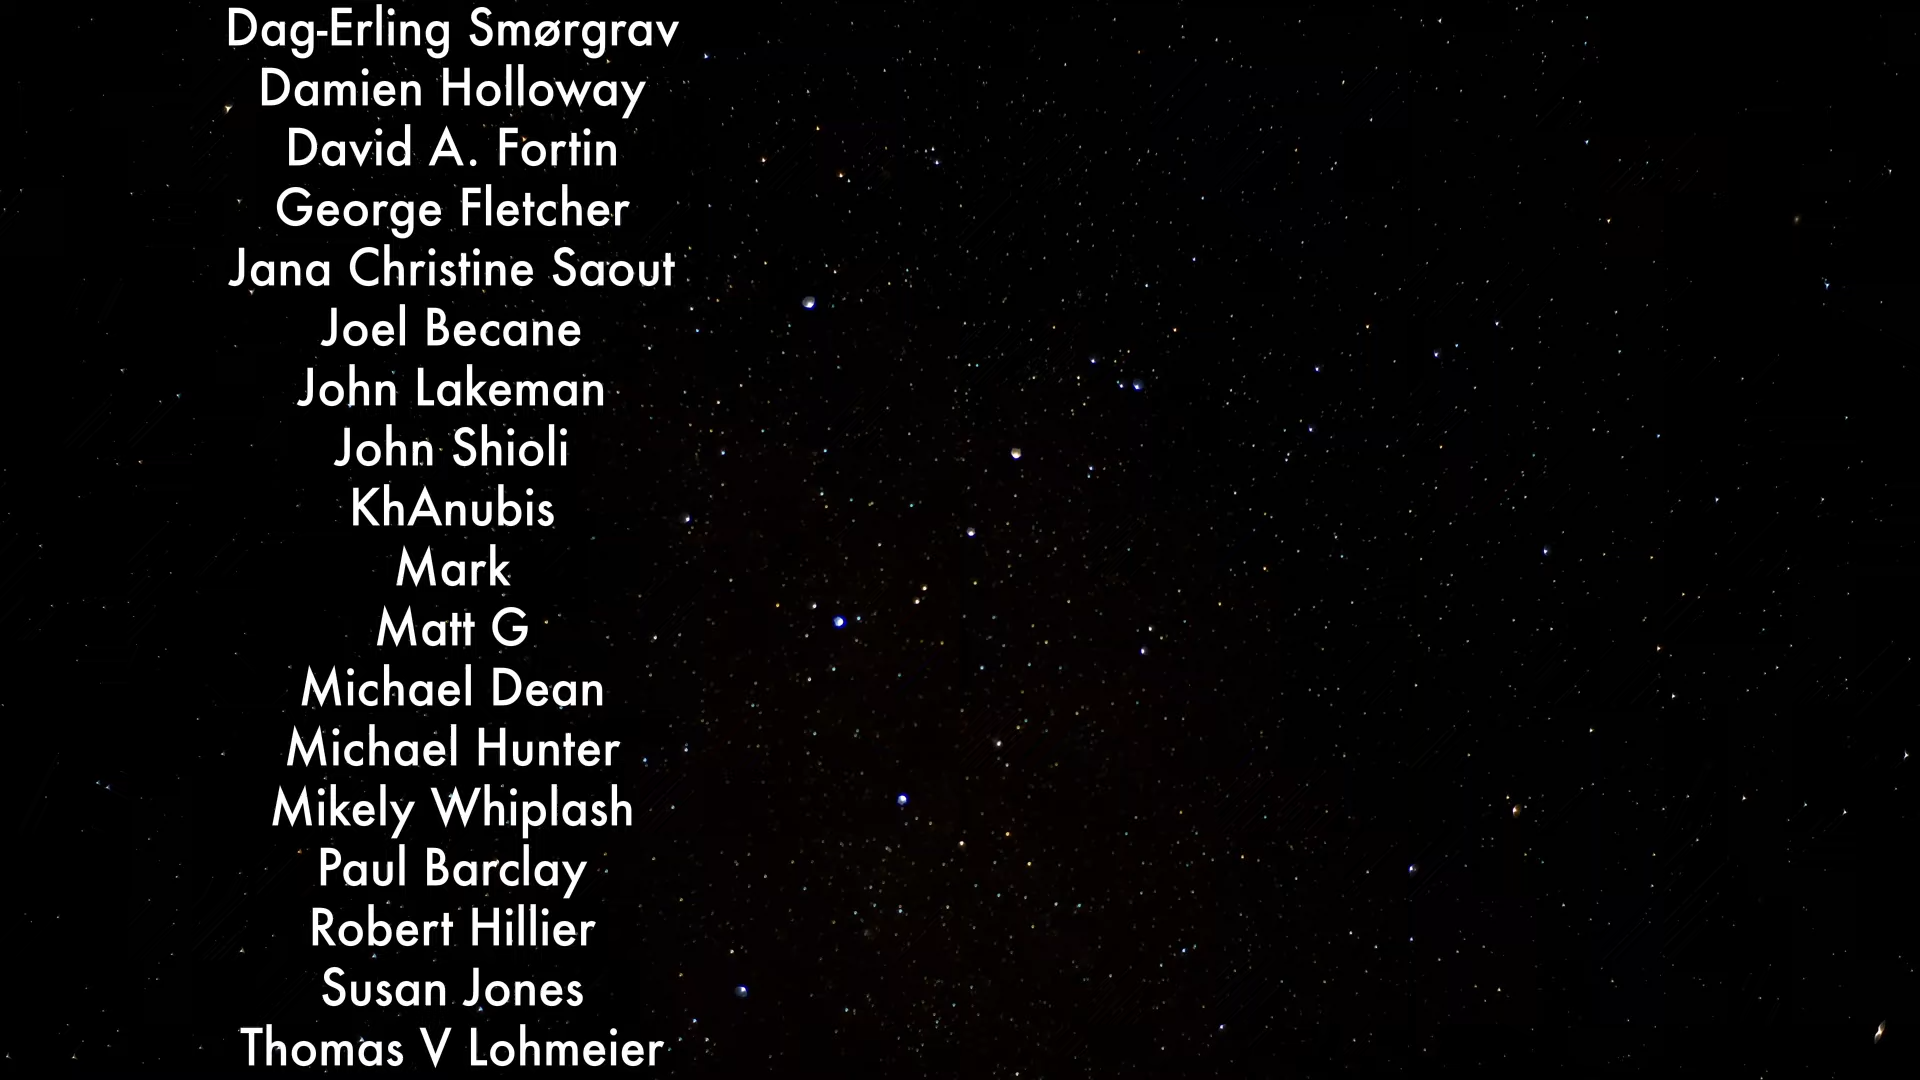 Dag-Erling Smørgrav
Damien Holloway
David A. Fortin
George Fletcher
Jana Christine Saout
Joel Becane
John Lakeman
John Shioli
KhAnubis
Mark
Matt G
Michael Dean
Michael Hunter
Mikely Whiplash
Paul Barclay
Robert Hillier
Susan Jones
Thomas V Lohmeier